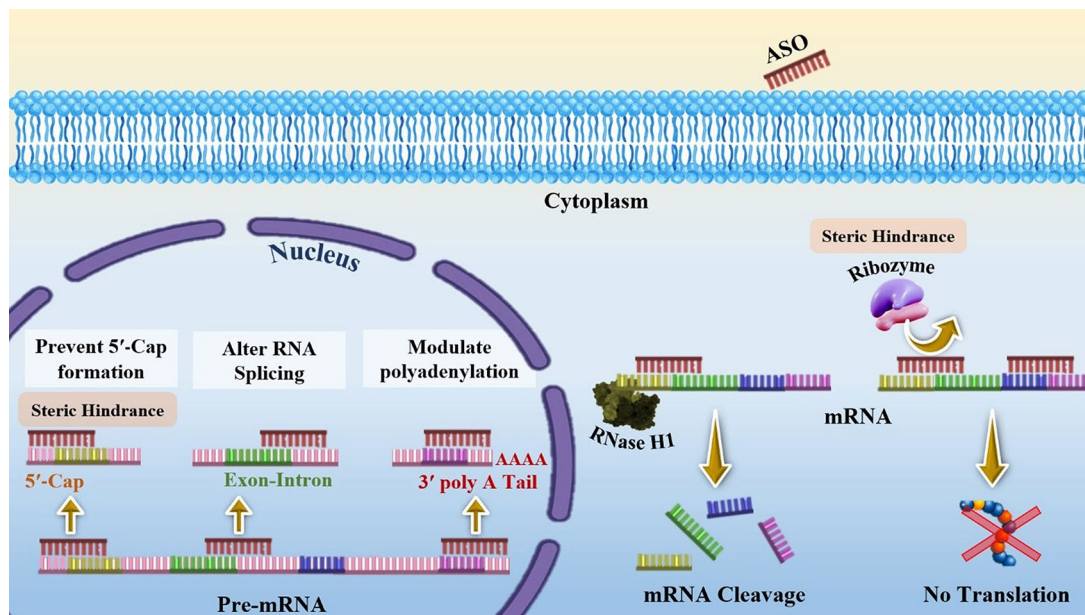 ASO
Cytoplasm
Nucleus
Prevent 5′-Cap
formation
Steric Hindrance
5′-Cap
Alter RNA
Splicing
Exon-Intron
Modulate
polyadenylation
AAAA
3′ poly A Tail
Pre-mRNA
Steric Hindrance
Ribozyme
RNase H1
mRNA
mRNA Cleavage
No Translation